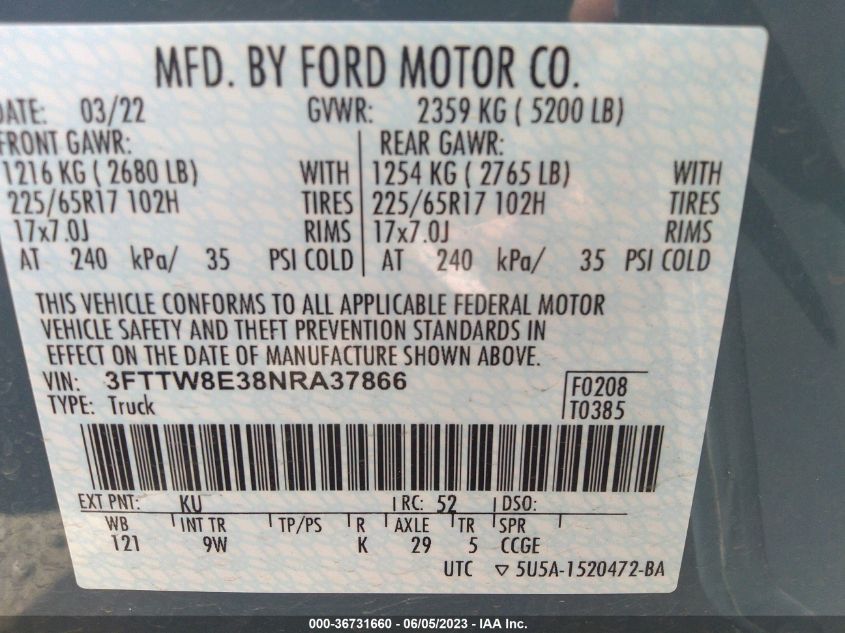 MFD. BY FORD MOTOR CO.
DATE: 03/22 GVWR: 2359 KG ( 5200 LB)
FRONT GAWR: REAR GAWR:
1216 KG ( 2680 LB) WITH 1254 KG ( 2765 LB) WITH
225/65R17 102H TIRES 225/65R17 102H TIRES
17x7.0J RIMS 17x7.0J RIMS
AT 240 kPa/ 35 PSI COLD AT 240 kPa/ 35 PSI COLD
THIS VEHICLE CONFORMS TO ALL APPLICABLE FEDERAL MOTOR
VEHICLE SAFETY AND THEFT PREVENTION STANDARDS IN
EFFECT ON THE DATE OF MANUFACTURE SHOWN ABOVE.
VIN: 3FTTW8E38NRA37866 F0208
TYPE: Truck T0385
EXT PNT: KU RC: 52 DSO:
WB INT TR TP/PS R AXLE TR SPR
121 9W K 29 5 CCGE
UTC ▽ 5U5A-1520472-BA
000-36731660 - 06/05/2023 - IAA Inc.